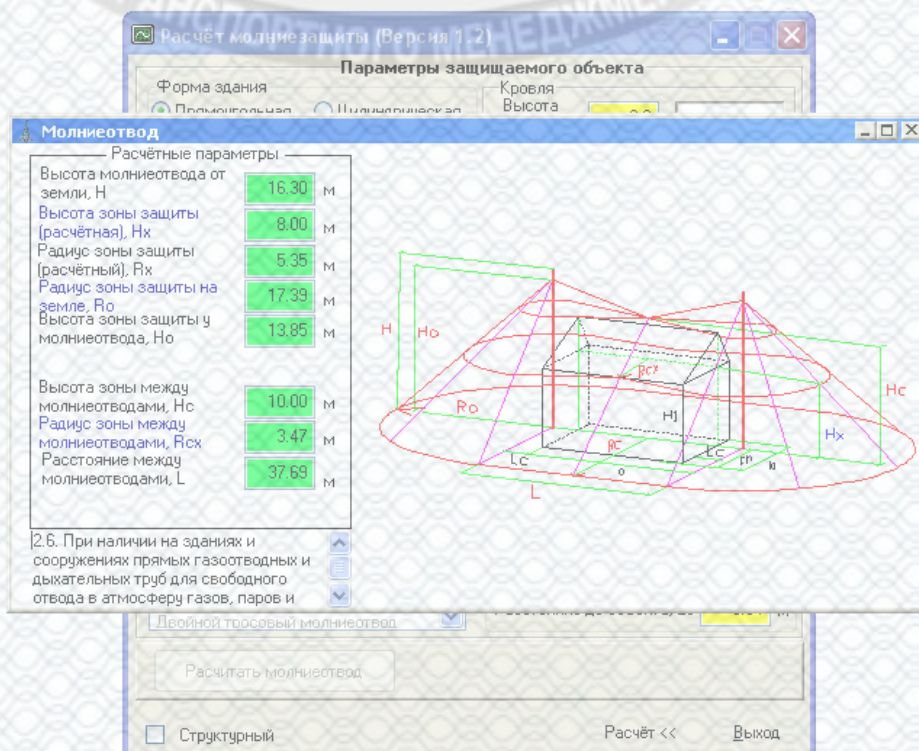 Расчёт молниезащиты (Версия 1.2)
Параметры защищаемого объекта
Форма здания
Кровля
Прямоугольная
Цилиндрическая
Высота
Молниеотвод
Расчётные параметры
Высота молниеотвода от
земли, H
16.30 м
Высота зоны защиты
(расчётная), Hx
8.00 м
Радиус зоны защиты
(расчётный), Rx
5.35 м
Радиус зоны защиты на
земле, Ro
17.39 м
Высота зоны защиты у
молниеотвода, Ho
13.85 м
Высота зоны между
молниеотводами, Hc
10.00 м
Радиус зоны между
молниеотводами, Rcx
3.47 м
Расстояние между
молниеотводами, L
37.69 м
H
Ho
Rcx
Hc
Ro
Hj
Hx
Rc
Lc
Lc
L
2.6. При наличии на зданиях и
сооружениях прямых газоотводных и
дыхательных труб для свободного
отвода в атмосферу газов, паров и
Двойной тросовый молниеотвод
Расчитать молниеотвод
Структурный
Расчёт <<
Выход